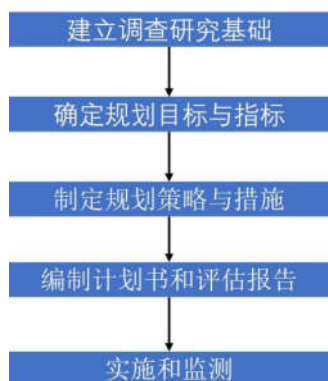 建立调查研究基础
确定规划目标与指标
制定规划策略与措施
编制计划书和评估报告
实施和监测